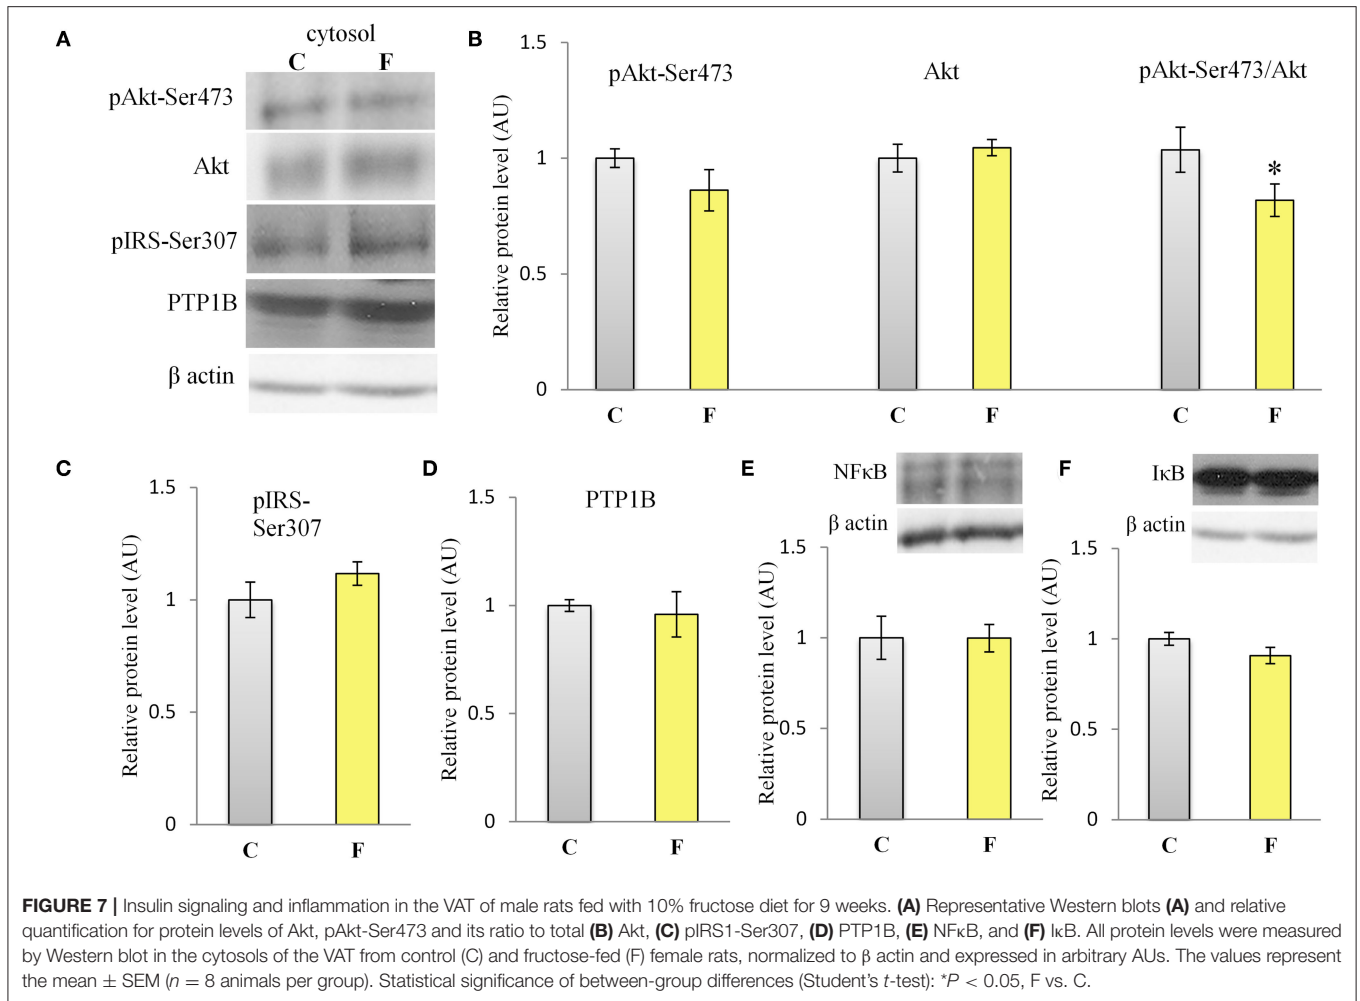 A
cytosol
C F
pAkt-Ser473
Akt
pIRS-Ser307
PTP1B
β actin
B
pAkt-Ser473 Akt pAkt-Ser473/Akt
Relative protein level (AU)
1.5
1
0.5
0
*
C F C F C F
C
pIRS-
Ser307
Relative protein level (AU)
1.5
1
0.5
0
C F
D
PTP1B
Relative protein level (AU)
1.5
1
0.5
0
C F
E
NFκB
β actin
Relative protein level (AU)
1.5
1
0.5
0
C F
F
IκB
β actin
Relative protein level (AU)
1.5
1
0.5
0
C F
FIGURE 7 | Insulin signaling and inflammation in the VAT of male rats fed with 10% fructose diet for 9 weeks. (A) Representative Western blots (A) and relative
quantification for protein levels of Akt, pAkt-Ser473 and its ratio to total (B) Akt, (C) pIRS1-Ser307, (D) PTP1B, (E) NFκB, and (F) IκB. All protein levels were measured
by Western blot in the cytosols of the VAT from control (C) and fructose-fed (F) female rats, normalized to β actin and expressed in arbitrary AUs. The values represent
the mean ± SEM (n = 8 animals per group). Statistical significance of between-group differences (Student's t-test): *P < 0.05, F vs. C.